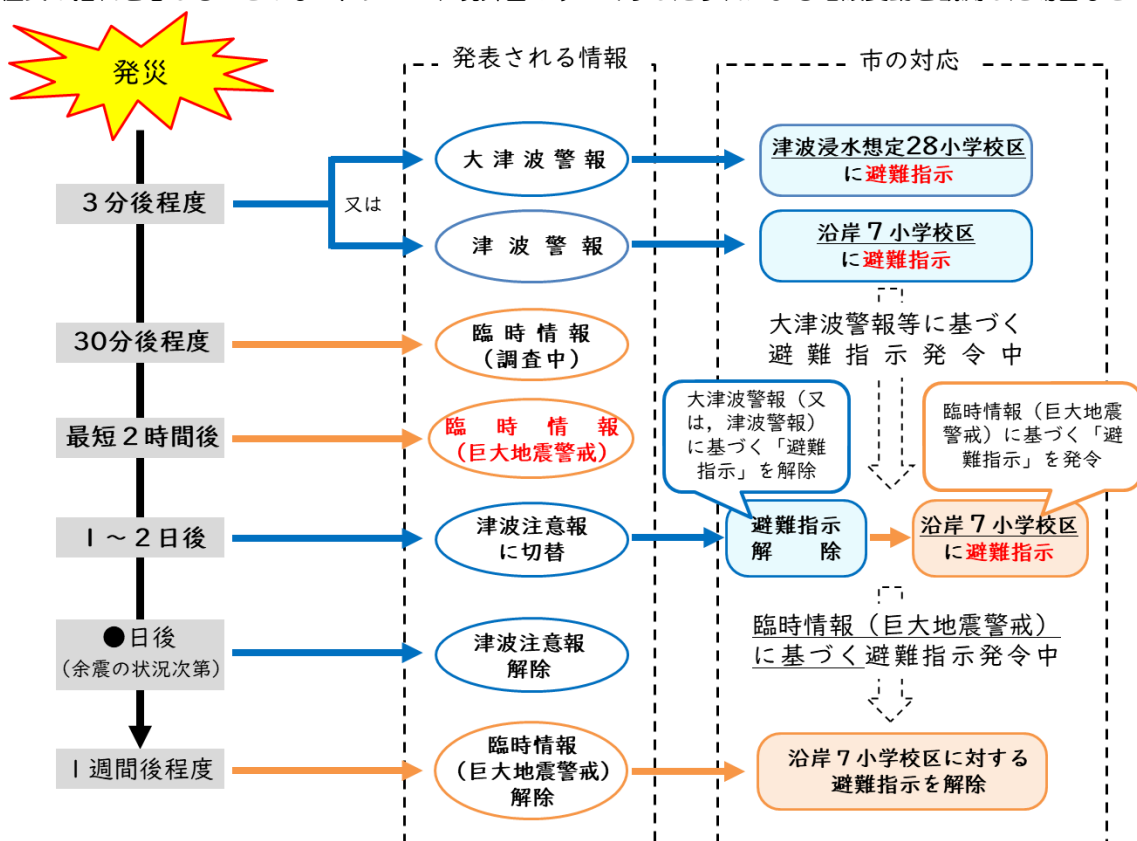 発災
発表される情報
市の対応
3分後程度
又は
大津波警報
津波浸水想定28小学校区
に避難指示
津波警報
沿岸7小学校区
に避難指示
30分後程度
臨時情報
(調査中)
大津波警報等に基づく
避難指示発令中
最短2時間後
臨時情報
(巨大地震警戒)
大津波警報(又
は,津波警報)
に基づく「避難
指示」を解除
臨時情報(巨大地震
警戒)に基づく「避
難指示」を発令
1~2日後
津波注意報
に切替
避難指示
解除
沿岸7小学校区
に避難指示
●日後
(余震の状況次第)
津波注意報
解除
臨時情報(巨大地震警戒)
に基づく避難指示発令中
1週間後程度
臨時情報
(巨大地震警戒)
解除
沿岸7小学校区に対する
避難指示を解除